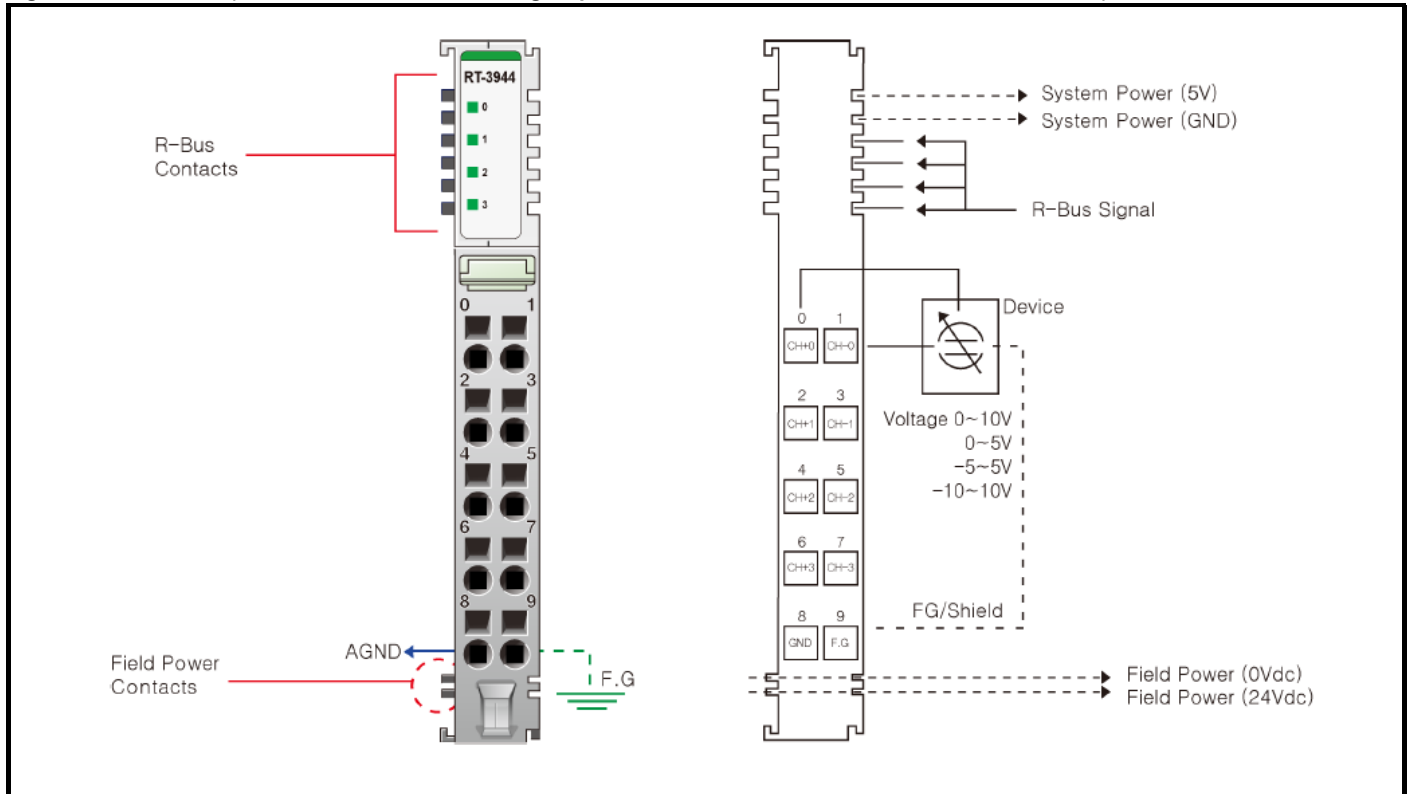 RT-3944
0
1
2
3
R-Bus
Contacts
0 1
2 3
4 5
6 7
8 9
AGND
F.G
Field Power
Contacts
System Power (5V)
System Power (GND)
R-Bus Signal
Device
0 1
CH+0 CH-0
2 3
CH+1 CH-1
4 5
CH+2 CH-2
6 7
CH+3 CH-3
8 9
GND F.G
Voltage 0~10V
0~5V
-5~5V
-10~10V
FG/Shield
Field Power (0Vdc)
Field Power (24Vdc)